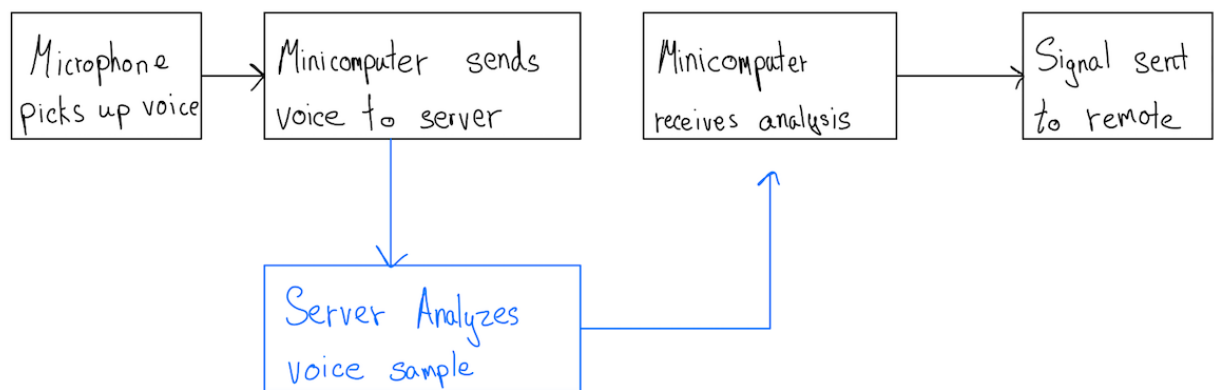 Microphone
picks up voice
Minicomputer sends
voice to server
Minicomputer
receives analysis
Signal sent
to remote
Server Analyzes
voice sample